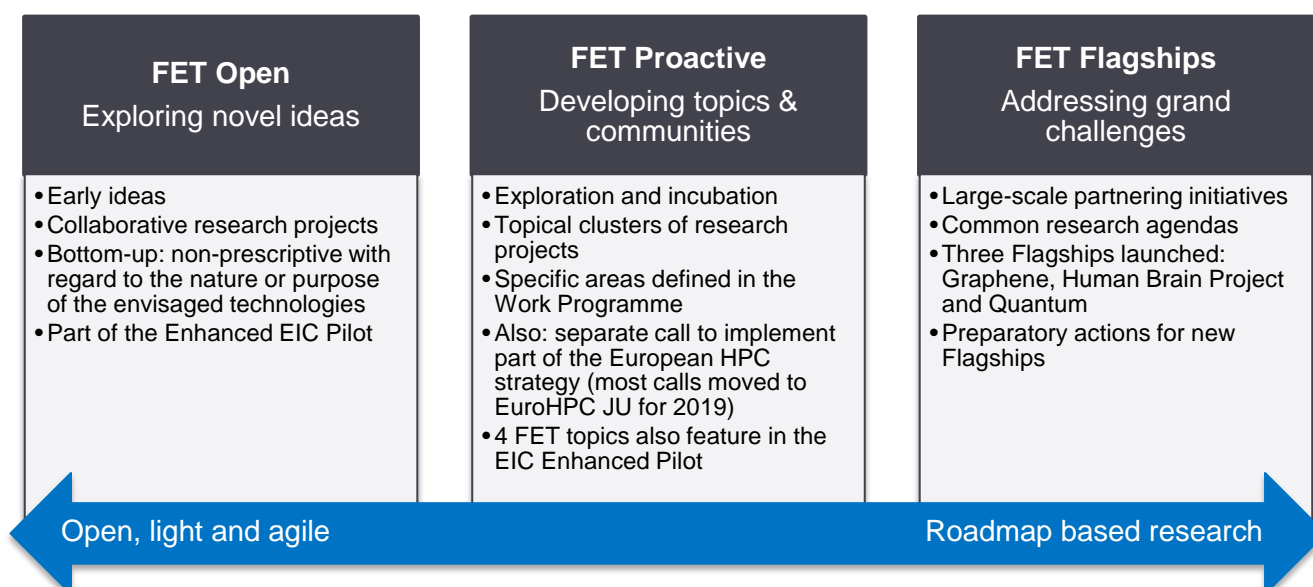 FET Open
Exploring novel ideas
•Early ideas
•Collaborative research projects
•Bottom-up: non-prescriptive with
regard to the nature or purpose
of the envisaged technologies
•Part of the Enhanced EIC Pilot
FET Proactive
Developing topics &
communities
•Exploration and incubation
•Topical clusters of research
projects
•Specific areas defined in the
Work Programme
•Also: separate call to implement
part of the European HPC
strategy (most calls moved to
EuroHPC JU for 2019)
•4 FET topics also feature in the
EIC Enhanced Pilot
FET Flagships
Addressing grand
challenges
•Large-scale partnering initiatives
•Common research agendas
•Three Flagships launched:
Graphene, Human Brain Project
and Quantum
•Preparatory actions for new
Flagships
Open, light and agile
Roadmap based research